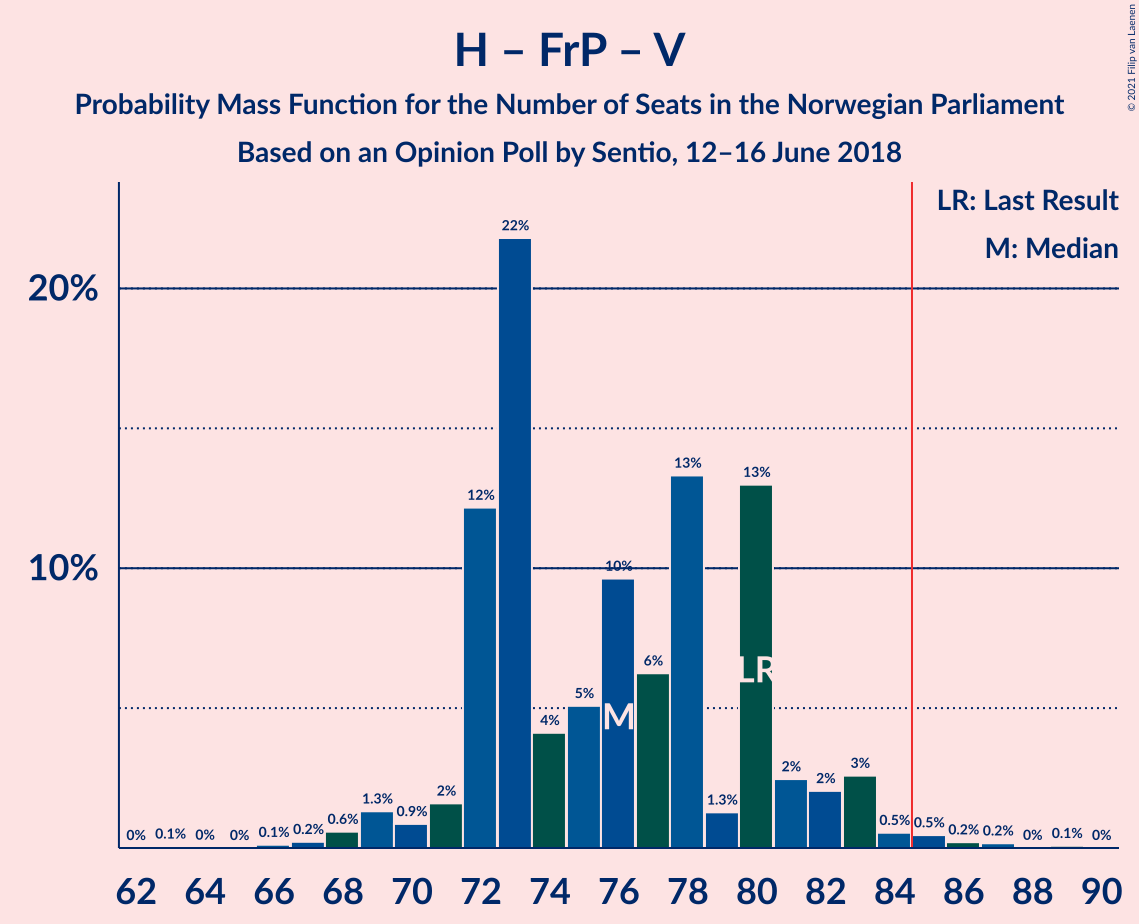 H – FrP – V
Probability Mass Function for the Number of Seats in the Norwegian Parliament
Based on an Opinion Poll by Sentio, 12–16 June 2018
© 2021 Filip van Laenen
LR: Last Result
M: Median
20%
10%
0% 0.1% 0% 0% 0.1% 0.2% 0.6% 1.3% 0.9% 2% 12% 22% 4% 5% 10% 6% 13% 1.3% 13% 2% 2% 3% 0.5% 0.5% 0.2% 0.2% 0% 0.1% 0%
M
LR
62 64 66 68 70 72 74 76 78 80 82 84 86 88 90